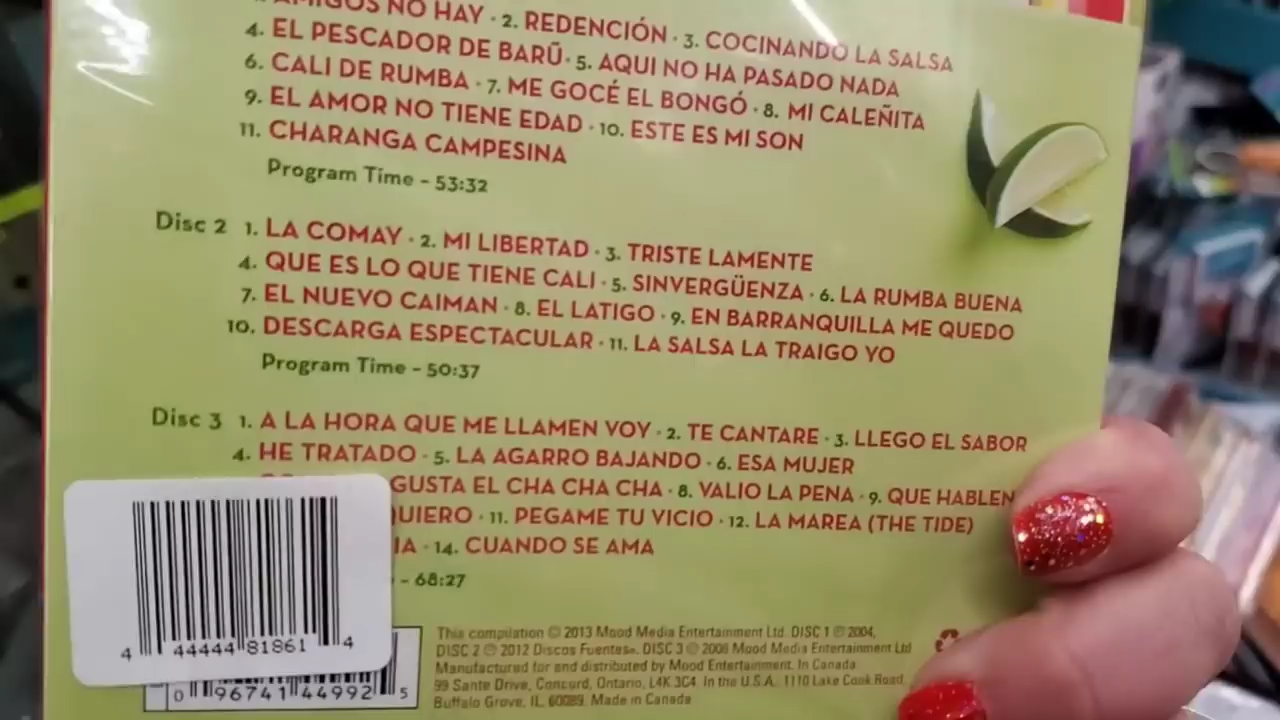 AMIGOS NO HAY · 2. REDENCIÓN · 3. COCINANDO LA SALSA
4. EL PESCADOR DE BARŪ · 5. AQUI NO HA PASADO NADA
6. CALI DE RUMBA · 7. ME GOCÉ EL BONGÓ · 8. MI CALEÑITA
9. EL AMOR NO TIENE EDAD · 10. ESTE ES MI SON
11. CHARANGA CAMPESINA
Program Time - 53:32
Disc 2 1. LA COMAY · 2. MI LIBERTAD · 3. TRISTE LAMENTE
4. QUE ES LO QUE TIENE CALI · 5. SINVERGÜENZA · 6. LA RUMBA BUENA
7. EL NUEVO CAIMAN · 8. EL LATIGO · 9. EN BARRANQUILLA ME QUEDO
10. DESCARGA ESPECTACULAR · 11. LA SALSA LA TRAIGO YO
Program Time - 50:37
Disc 3 1. A LA HORA QUE ME LLAMEN VOY · 2. TE CANTARE · 3. LLEGO EL SABOR
4. HE TRATADO · 5. LA AGARRO BAJANDO · 6. ESA MUJER
GUSTA EL CHA CHA CHA · 8. VALIO LA PENA · 9. QUE HABLEN
UIERO · 11. PEGAME TU VICIO · 12. LA MAREA (THE TIDE)
IA · 14. CUANDO SE AMA
- 68:27
4 44444 81861 4
0 96741 44992 5
This compilation © 2013 Mood Media Entertainment Ltd. DISC 1 ℗ 2004,
DISC 2 ℗ 2012 Discos Fuentes. DISC 3 ℗ 2006 Mood Media Entertainment Ltd
Manufactured for and distributed by Mood Entertainment. In Canada
99 Sante Drive, Concord, Ontario, L4K 3C4. In the U.S.A. 1110 Lake Cook Road,
Buffalo Grove, IL, 60089. Made in Canada